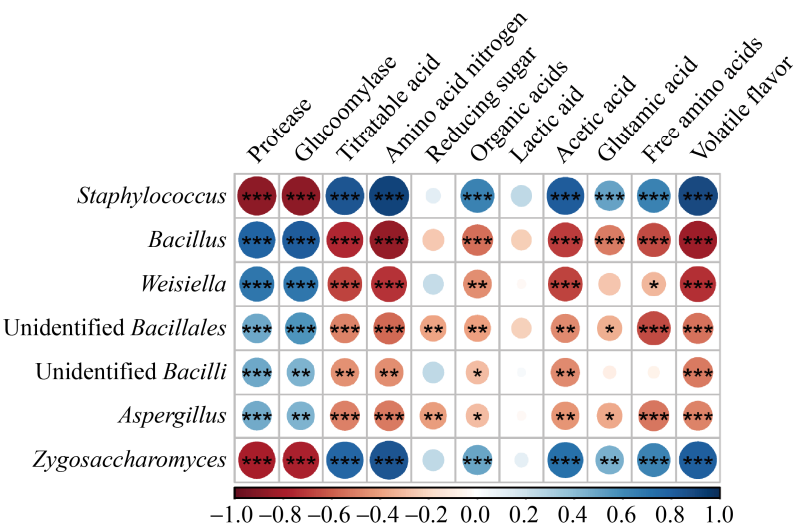 Protease
Glucoomylase
Titratable acid
Amino acid nitrogen
Reducing sugar
Organic acids
Lactic aid
Acetic acid
Glutamic acid
Free amino acids
Volatile flavor
Staphylococcus *** *** *** *** *** *** *** *** ***
Bacillus *** *** *** *** *** *** *** *** ***
Weisiella *** *** *** *** ** *** * ***
Unidentified Bacillales *** *** *** *** ** ** ** * *** ***
Unidentified Bacilli *** ** ** ** * ** ***
Aspergillus *** ** *** *** ** * ** * *** ***
Zygosaccharomyces *** *** *** *** *** *** ** *** ***
−1.0 −0.8 −0.6 −0.4 −0.2 0.0 0.2 0.4 0.6 0.8 1.0